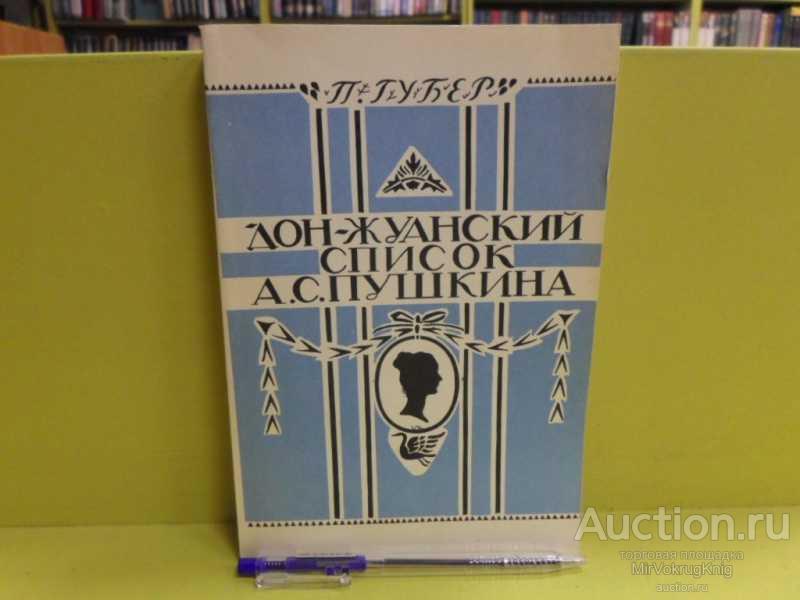 П. ГУБЕР
ДОН-ЖУАНСКИЙ
СПИСОК
А.С.ПУШКИНА
Auction.ru
торговая площадка
MirVokrugKnig
auction.ru